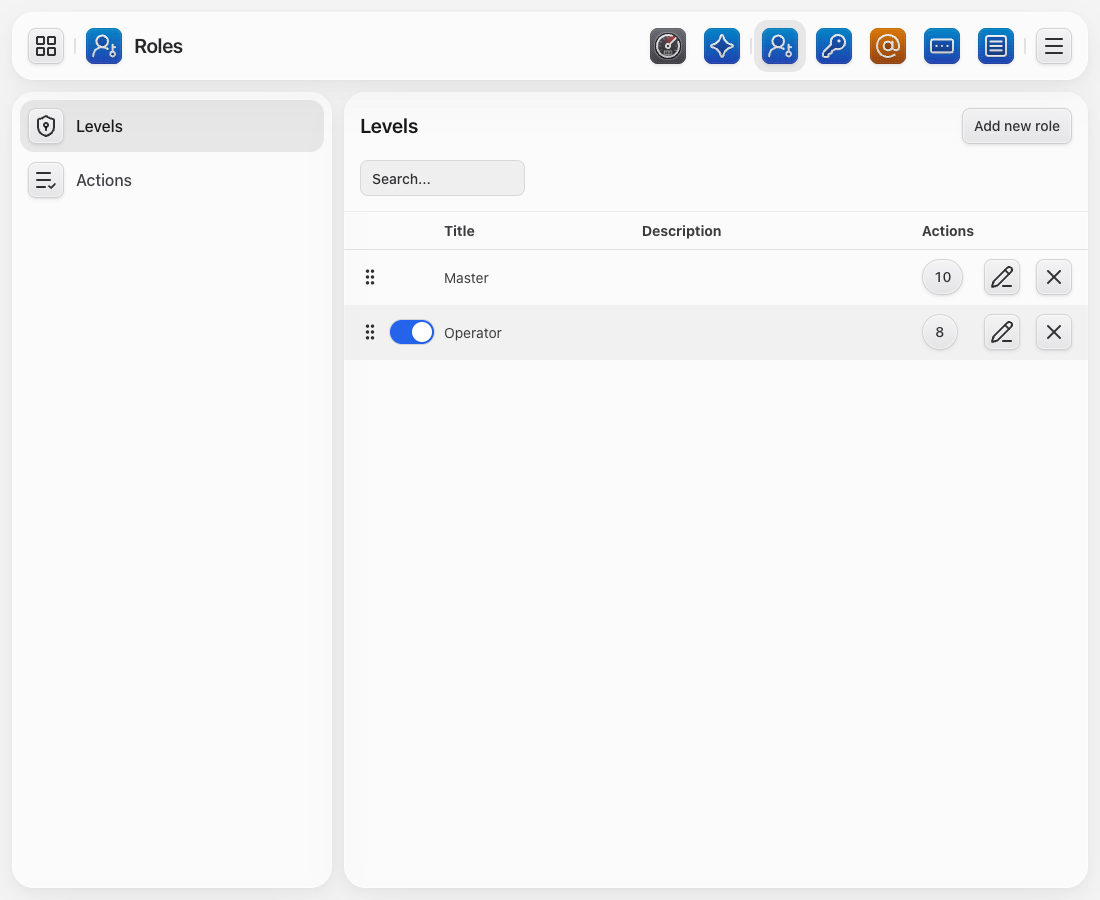 Roles
Levels
Actions
Levels
Add new role
Search...
Title Description Actions
Master 10
Operator 8